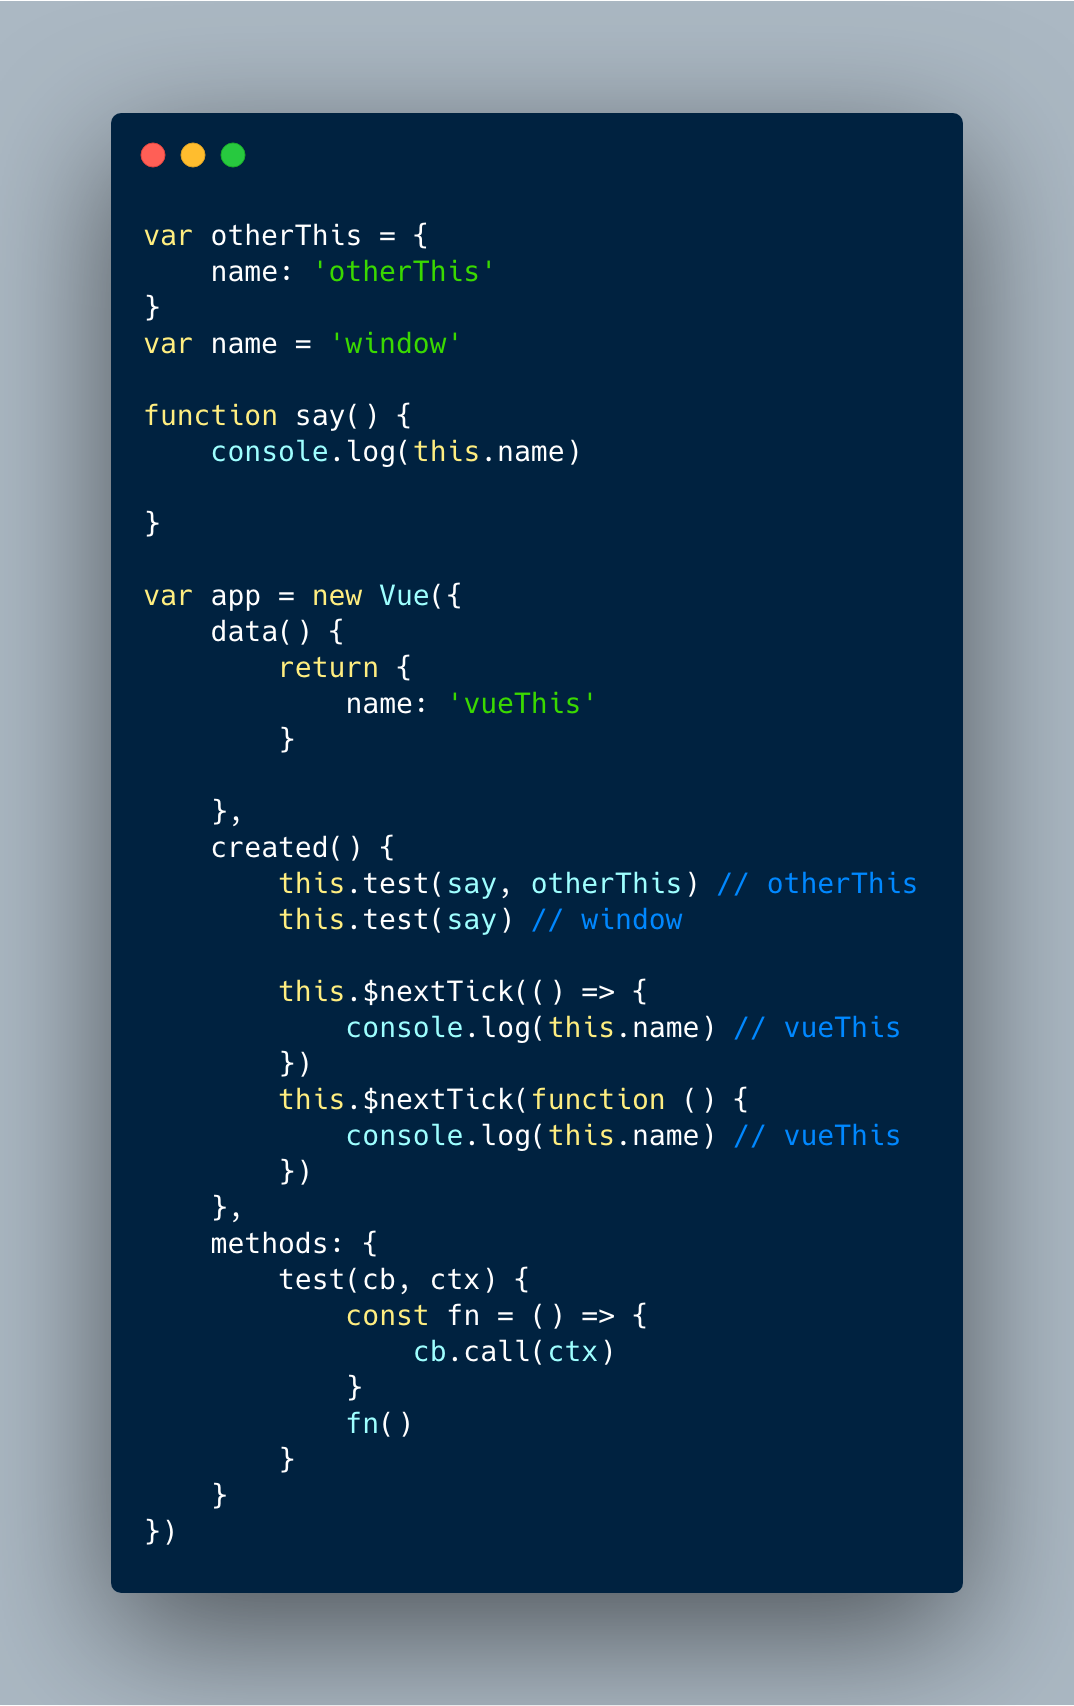 var otherThis = {
    name: 'otherThis'
}
var name = 'window'

function say() {
    console.log(this.name)

}

var app = new Vue({
    data() {
        return {
            name: 'vueThis'
        }

    },
    created() {
        this.test(say, otherThis) // otherThis
        this.test(say) // window

        this.$nextTick(() => {
            console.log(this.name) // vueThis
        })
        this.$nextTick(function () {
            console.log(this.name) // vueThis
        })
    },
    methods: {
        test(cb, ctx) {
            const fn = () => {
                cb.call(ctx)
            }
            fn()
        }
    }
})